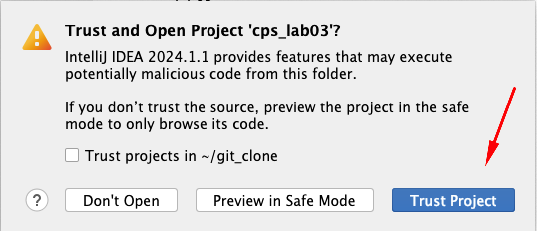 Trust and Open Project 'cps_lab03'?
IntelliJ IDEA 2024.1.1 provides features that may execute
potentially malicious code from this folder.
If you don't trust the source, preview the project in the safe
mode to only browse its code.
Trust projects in ~/git_clone
? Don't Open Preview in Safe Mode Trust Project